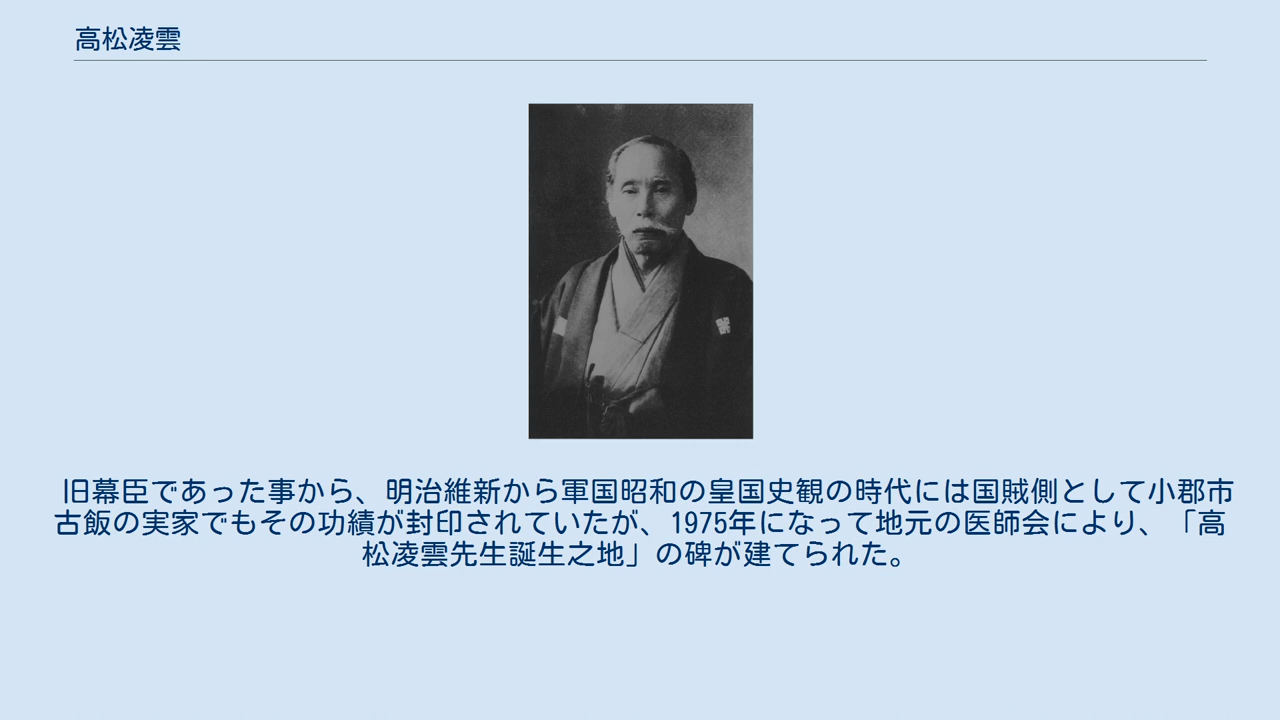 高松凌雲
旧幕臣であった事から、明治維新から軍国昭和の皇国史観の時代には国賊側として小郡市
古飯の実家でもその功績が封印されていたが、1975年になって地元の医師会により、「高
松凌雲先生誕生之地」の碑が建てられた。